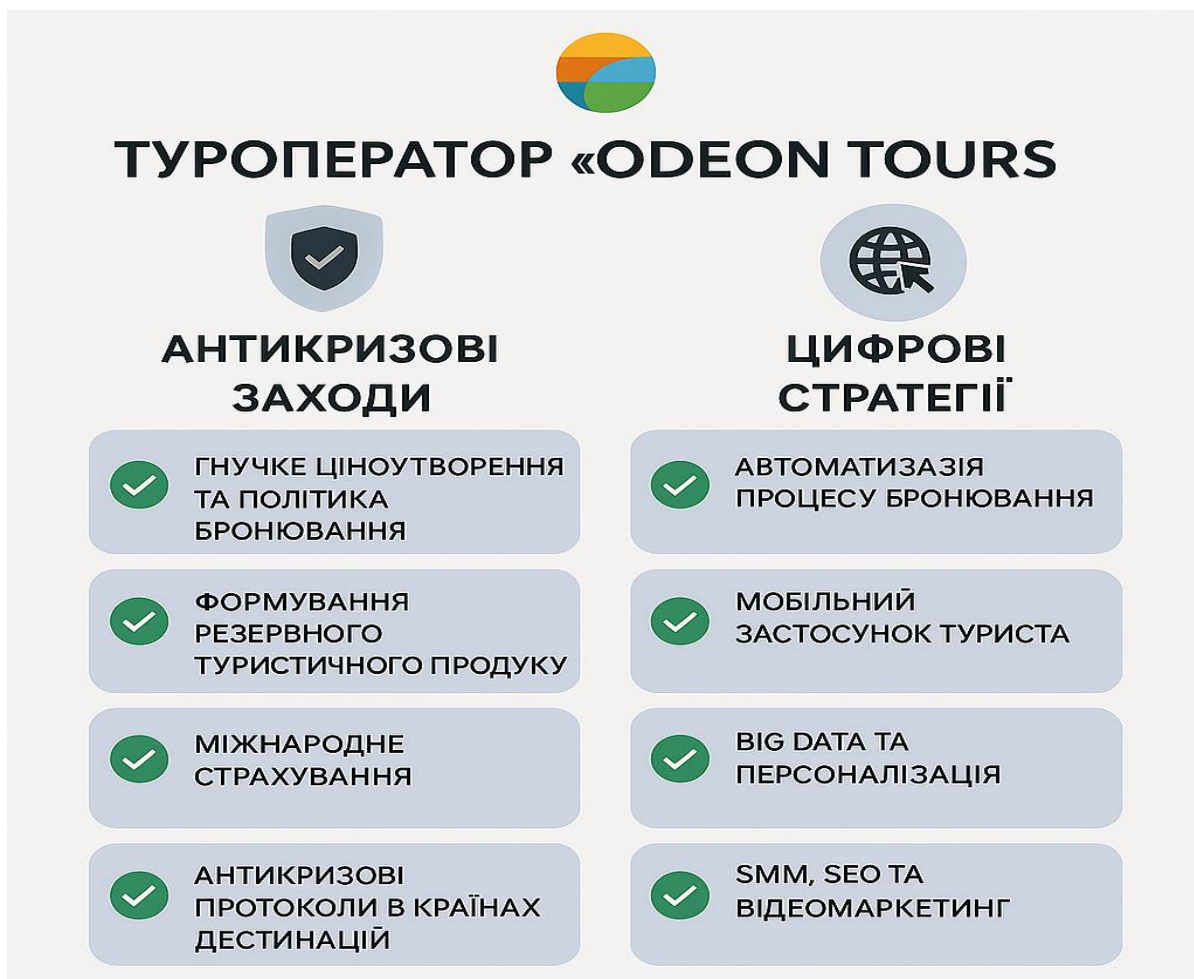 ТУРОПЕРАТОР «ODEON TOURS
АНТИКРИЗОВІ
ЗАХОДИ
ГНУЧКЕ ЦІНОУТВОРЕННЯ
ТА ПОЛІТИКА
БРОНЮВАННЯ
ФОРМУВАННЯ
РЕЗЕРВНОГО
ТУРИСТИЧНОГО ПРОДУКУ
МІЖНАРОДНЕ
СТРАХУВАННЯ
АНТИКРИЗОВІ
ПРОТОКОЛИ В КРАЇНАХ
ДЕСТИНАЦІЙ
ЦИФРОВІ
СТРАТЕГІЇ
АВТОМАТИЗАЗІЯ
ПРОЦЕСУ БРОНЮВАННЯ
МОБІЛЬНИЙ
ЗАСТОСУНОК ТУРИСТА
BIG DATA ТА
ПЕРСОНАЛІЗАЦІЯ
SMM, SEO ТА
ВІДЕОМАРКЕТИНГ